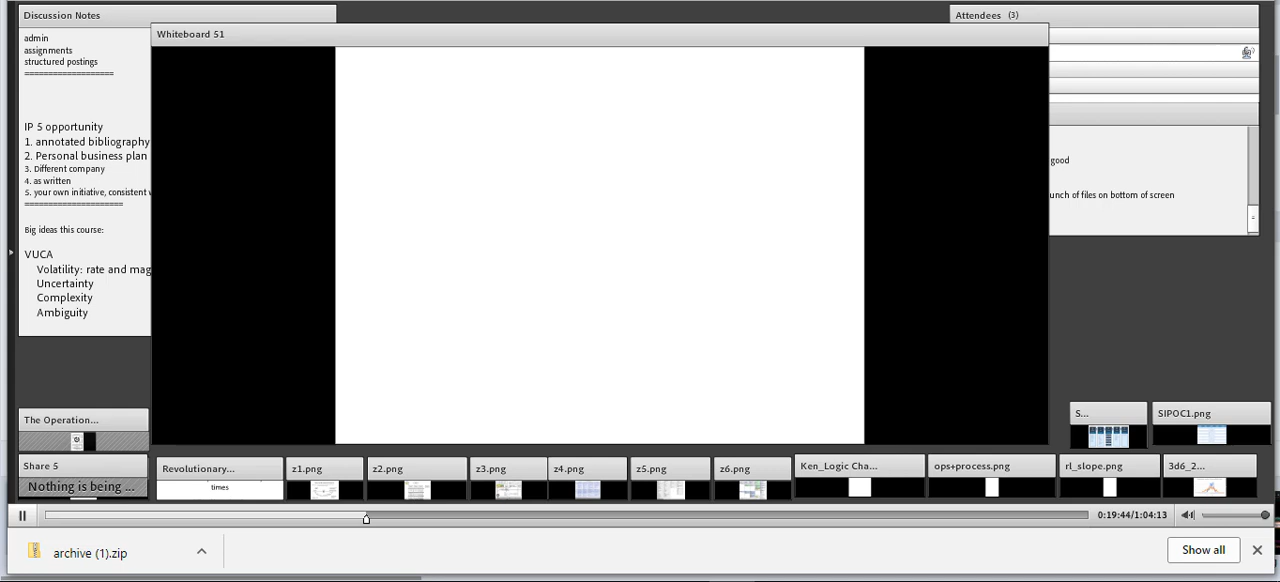 Discussion Notes
admin
assignments
structured postings
====================
IP 5 opportunity
1. annotated bibliography
2. Personal business plan
3. Different company
4. as written
5. your own initiative, consistent
======================
Big ideas this course:
VUCA
Volatility: rate and mag
Uncertainty
Complexity
Ambiguity
Whiteboard 51
Attendees (3)
good
unch of files on bottom of screen
The Operation...
S...
SIPOC1.png
Share 5
Nothing is being ...
Revolutionary...
times
z1.png
z2.png
z3.png
z4.png
z5.png
z6.png
Ken_Logic Cha...
ops+process.png
rl_slope.png
3d6_2...
0:19:44/1:04:13
archive (1).zip
Show all